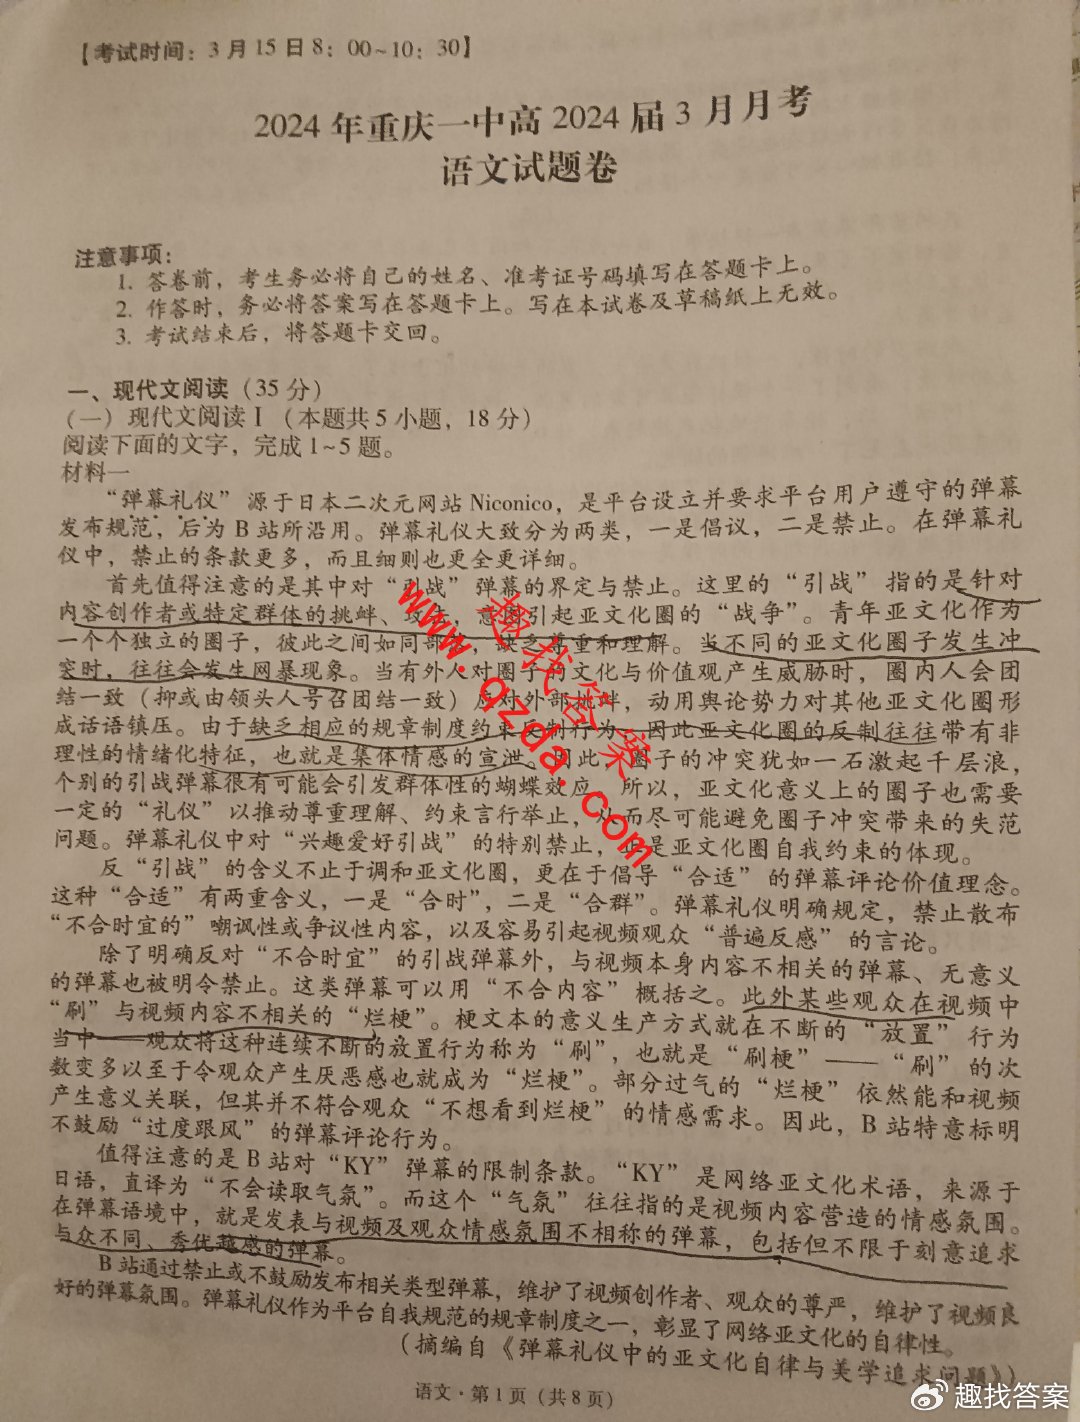 【考试时间：3月15日8：00~10：30】
2024年重庆一中高2024届3月月考
语文试题卷
注意事项：
1. 答卷前，考生务必将自己的姓名、准考证号码填写在答题卡上。
2. 作答时，务必将答案写在答题卡上。写在本试卷及草稿纸上无效。
3. 考试结束后，将答题卡交回。
一、现代文阅读（35分）
（一）现代文阅读Ⅰ（本题共5小题，18分）
阅读下面的文字，完成1~5题。
材料一
“弹幕礼仪”源于日本二次元网站Niconico，是平台设立并要求平台用户遵守的弹幕
发布规范，后为B站所沿用。弹幕礼仪大致分为两类，一是倡议，二是禁止。在弹幕礼
仪中，禁止的条款更多，而且细则也更全更详细。
首先值得注意的是其中对“引战”弹幕的界定与禁止。这里的“引战”指的是针对
内容创作者或特定群体的挑衅、攻击，意图引起亚文化圈的“战争”。青年亚文化作为
一个个独立的圈子，彼此之间如同部落，缺乏尊重和理解。当不同的亚文化圈子发生冲
突时，往往会发生网暴现象。当有外人对圈子的文化与价值观产生威胁时，圈内人会团
结一致（抑或由领头人号召团结一致）反对外部挑衅，动用舆论势力对其他亚文化圈形
成话语镇压。由于缺乏相应的规章制度约束反制行为，因此亚文化圈的反制往往带有非
理性的情绪化特征，也就是集体情感的宣泄。因此，圈子的冲突犹如一石激起千层浪，
个别的引战弹幕很有可能会引发群体性的蝴蝶效应 所以，亚文化意义上的圈子也需要
一定的“礼仪”以推动尊重理解、约束言行举止，从而尽可能避免圈子冲突带来的失范
问题。弹幕礼仪中对“兴趣爱好引战”的特别禁止，正是亚文化圈自我约束的体现。
反“引战”的含义不止于调和亚文化圈，更在于倡导“合适”的弹幕评论价值理念。
这种“合适”有两重含义，一是“合时”，二是“合群”。弹幕礼仪明确规定，禁止散布
“不合时宜的”嘲讽性或争议性内容，以及容易引起视频观众“普遍反感”的言论。
除了明确反对“不合时宜”的引战弹幕外，与视频本身内容不相关的弹幕、无意义
的弹幕也被明令禁止。这类弹幕可以用“不合内容”概括之。此外某些观众在视频中
“刷”与视频内容不相关的“烂梗”。梗文本的意义生产方式就在不断的“放置”行为
当中——观众将这种连续不断的放置行为称为“刷”，也就是“刷梗”——“刷”的次
数变多以至于令观众产生厌恶感也就成为“烂梗”。部分过气的“烂梗”依然能和视频
产生意义关联，但其并不符合观众“不想看到烂梗”的情感需求。因此，B站特意标明
不鼓励“过度跟风”的弹幕评论行为。
值得注意的是B站对“KY”弹幕的限制条款。“KY”是网络亚文化术语，来源于
日语，直译为“不会读取气氛”。而这个“气氛”往往指的是视频内容营造的情感氛围。
在弹幕语境中，就是发表与视频及观众情感氛围不相称的弹幕，包括但不限于刻意追求
与众不同、秀优越感的弹幕。
B站通过禁止或不鼓励发布相关类型弹幕，维护了视频创作者、观众的尊严，维护了视频良
好的弹幕氛围。弹幕礼仪作为平台自我规范的规章制度之一，彰显了网络亚文化的自律性。
（摘编自《弹幕礼仪中的亚文化自律与美学追求问题》）
语文·第1页（共8页）
趣找答案
www.qzda.com
趣找答案